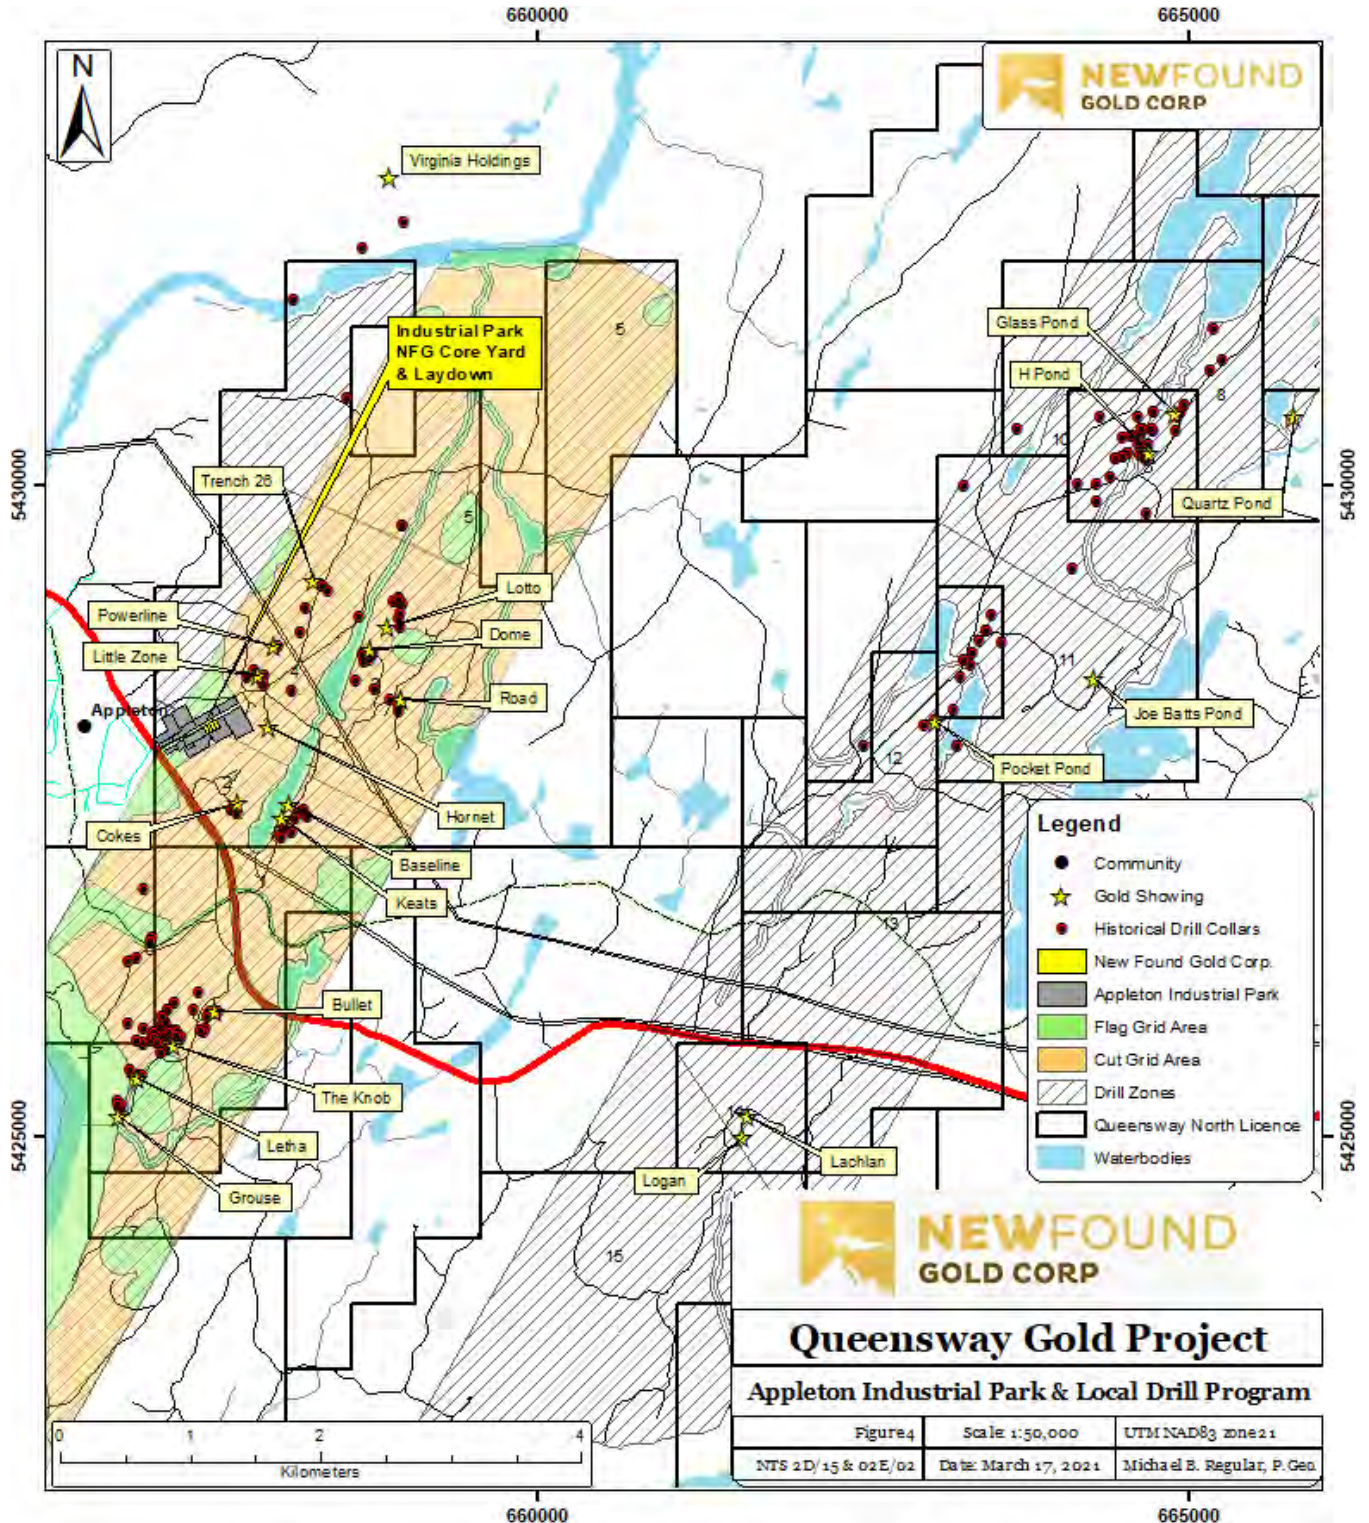 660000
665000
N
NEWFOUND
GOLD CORP
Virginia Holdings
Industrial Park
NFG Core Yard
& Laydown
5
Glass Pond
H Pond
8
10
Trench 26
5430000
5430000
Quartz Pond
5
Powerline
Lotto
Dome
Little Zone
4
3
Road
11
Appleton
Joe Batts Pond
12
Pocket Pond
2
Cokes
Hornet
Baseline
Keats
13
Legend
Community
Gold Showing
Historical Drill Collars
New Found Gold Corp.
Appleton Industrial Park
Flag Grid Area
Cut Grid Area
Drill Zones
Queensway North Licence
Waterbodies
Bullet
1
The Knob
Letha
Grouse
5425000
5425000
Lachlan
Logan
15
NEWFOUND
GOLD CORP
Queensway Gold Project
Appleton Industrial Park & Local Drill Program
Figure4
Scale: 1:50,000
UTM NAD83 zone21
NTS 2D/15 & 02E/02
Date: March 17, 2021
Michael B. Regular, P.Geo.
0 1 2 4
Kilometers
660000
665000